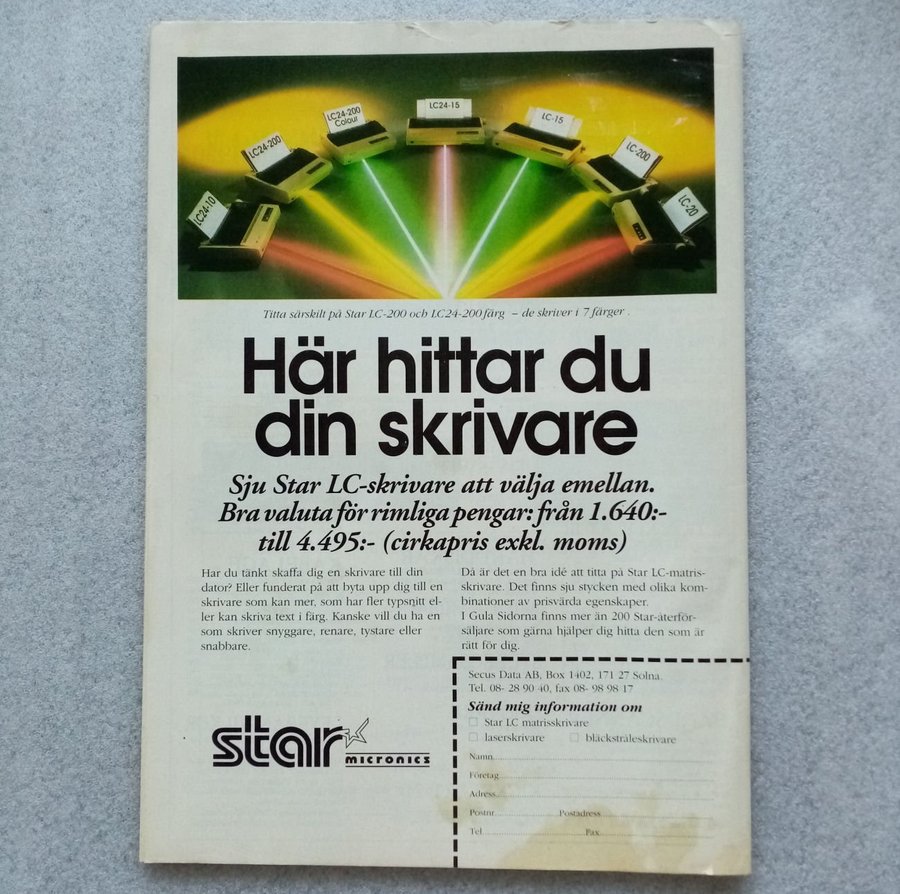 LC24-10
LC24-200
LC24-200
Colour
LC24-15
LC-15
LC-200
LC-20
Titta särskilt på Star LC-200 och LC24-200 färg – de skriver i 7 färger .
Här hittar du
din skrivare
Sju Star LC-skrivare att välja emellan.
Bra valuta för rimliga pengar: från 1.640:-
till 4.495:- (cirkapris exkl. moms)
Har du tänkt skaffa dig en skrivare till din
dator? Eller funderat på att byta upp dig till en
skrivare som kan mer, som har fler typsnitt el-
ler kan skriva text i färg. Kanske vill du ha en
som skriver snyggare, renare, tystare eller
snabbare.
Då är det en bra idé att titta på Star LC-matris-
skrivare. Det finns sju stycken med olika kom-
binationer av prisvärda egenskaper.
I Gula Sidorna finns mer än 200 Star-återför-
säljare som gärna hjälper dig hitta den som är
rätt för dig.
star
micronics
Secus Data AB, Box 1402, 171 27 Solna.
Tel. 08- 28 90 40, fax 08- 98 98 17
Sänd mig information om
Star LC matrisskrivare
laserskrivare bläckstråleskrivare
Namn
Företag
Adress
Postnr Postadress
Tel. Fax